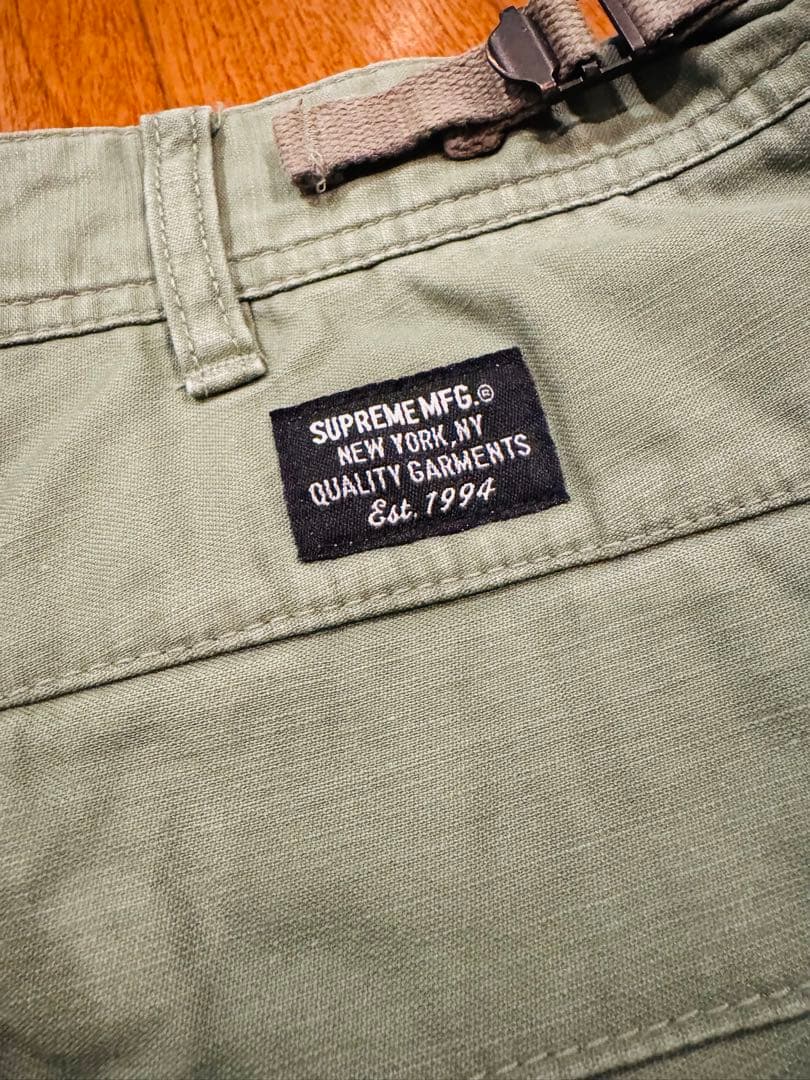 SUPREME MFG.®
NEW YORK, NY
QUALITY GARMENTS
Est. 1994